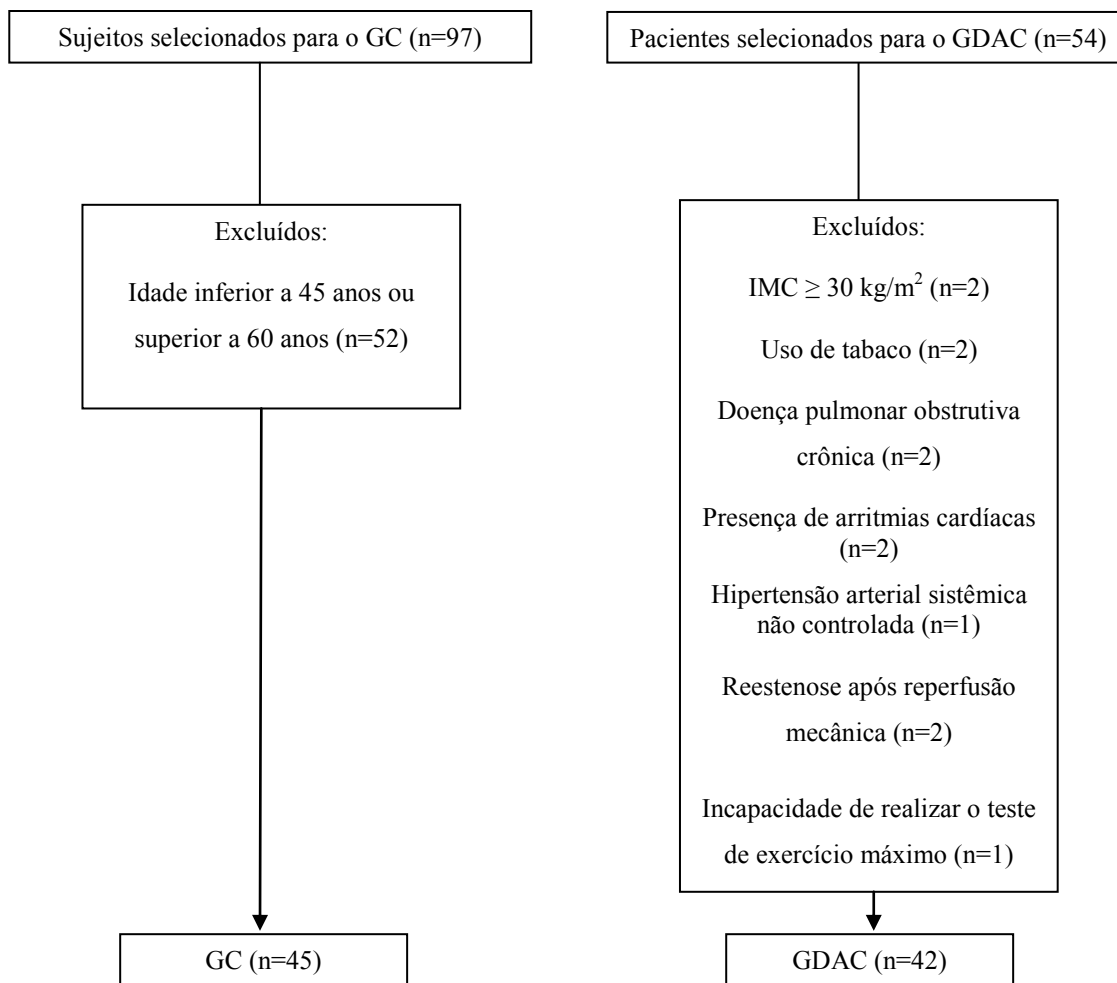 Sujeitos selecionados para o GC (n=97)
Excluídos:
Idade inferior a 45 anos ou
superior a 60 anos (n=52)
GC (n=45)
Pacientes selecionados para o GDAC (n=54)
Excluídos:
IMC ≥ 30 kg/m² (n=2)
Uso de tabaco (n=2)
Doença pulmonar obstrutiva
crônica (n=2)
Presença de arritmias cardíacas
(n=2)
Hipertensão arterial sistêmica
não controlada (n=1)
Reestenose após reperfusão
mecânica (n=2)
Incapacidade de realizar o teste
de exercício máximo (n=1)
GDAC (n=42)